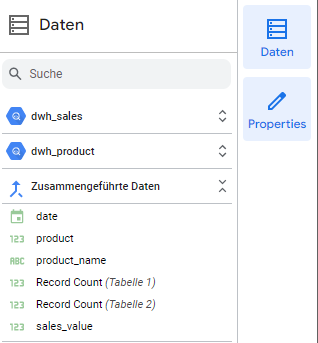 Daten
Suche
dwh_sales
dwh_product
Zusammengeführte Daten
date
123 product
ABC product_name
123 Record Count (Tabelle 1)
123 Record Count (Tabelle 2)
123 sales_value
Daten
Properties